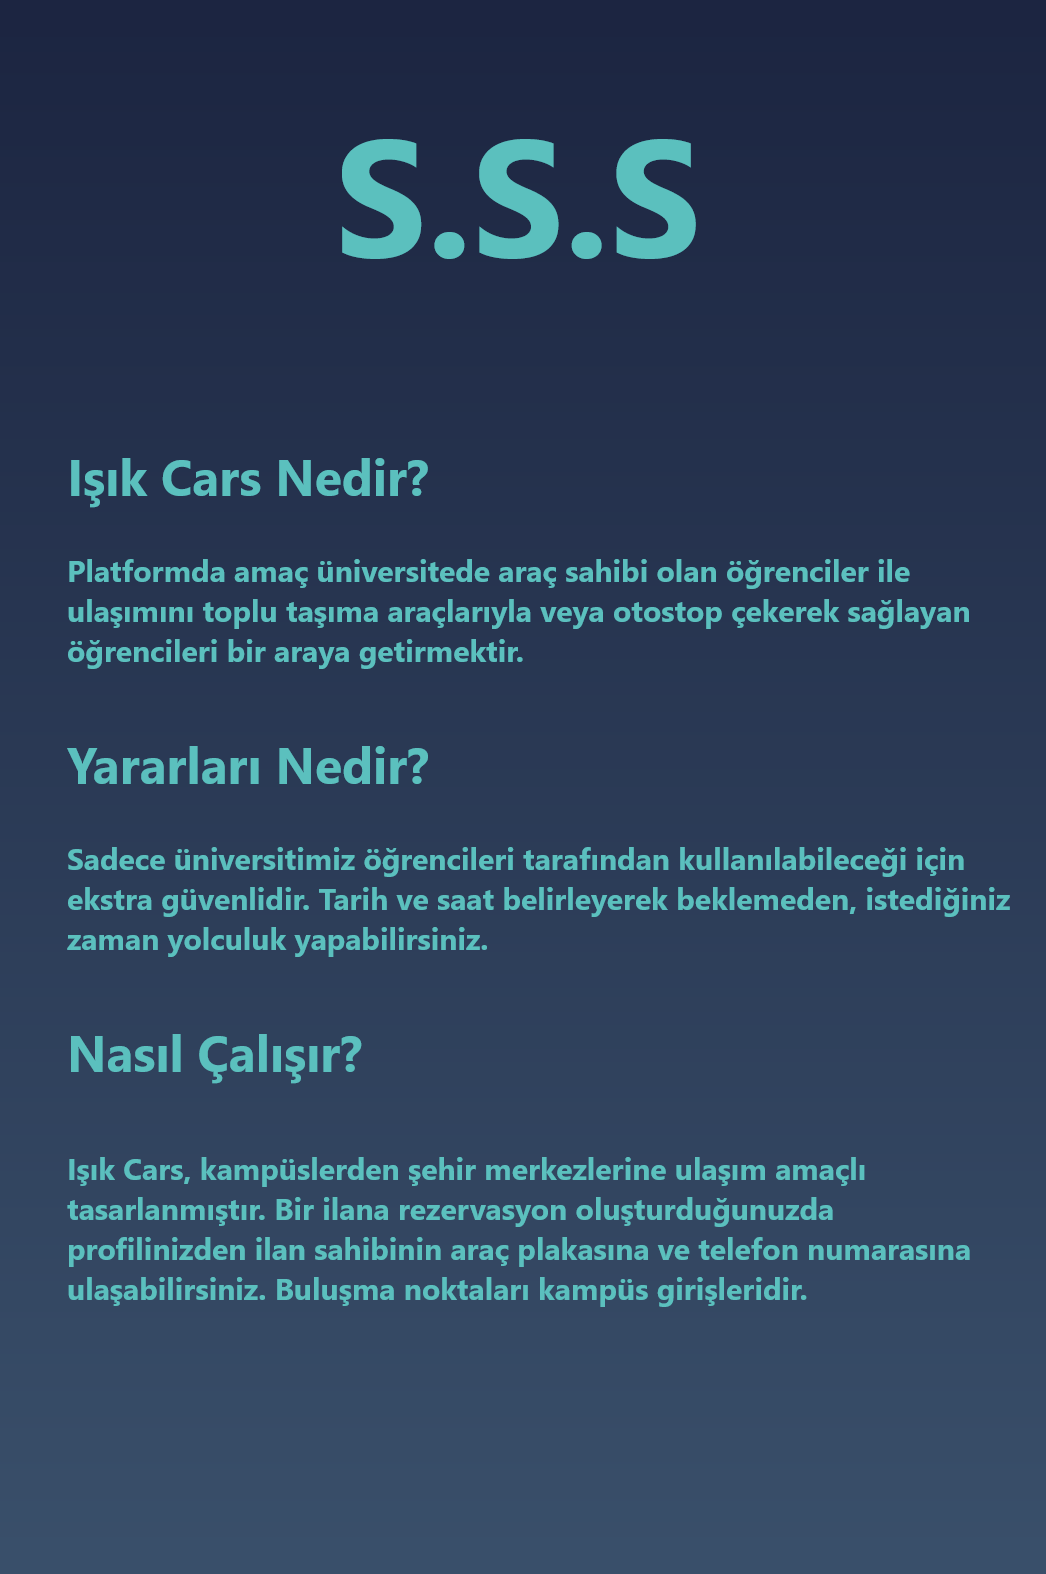 S.S.S
Işık Cars Nedir?
Platformda amaç üniversitede araç sahibi olan öğrenciler ile
ulaşımını toplu taşıma araçlarıyla veya otostop çekerek sağlayan
öğrencileri bir araya getirmektir.
Yararları Nedir?
Sadece üniversitimiz öğrencileri tarafından kullanılabileceği için
ekstra güvenlidir. Tarih ve saat belirleyerek beklemeden, istediğiniz
zaman yolculuk yapabilirsiniz.
Nasıl Çalışır?
Işık Cars, kampüslerden şehir merkezlerine ulaşım amaçlı
tasarlanmıştır. Bir ilana rezervasyon oluşturduğunuzda
profilinizden ilan sahibinin araç plakasına ve telefon numarasına
ulaşabilirsiniz. Buluşma noktaları kampüs girişleridir.